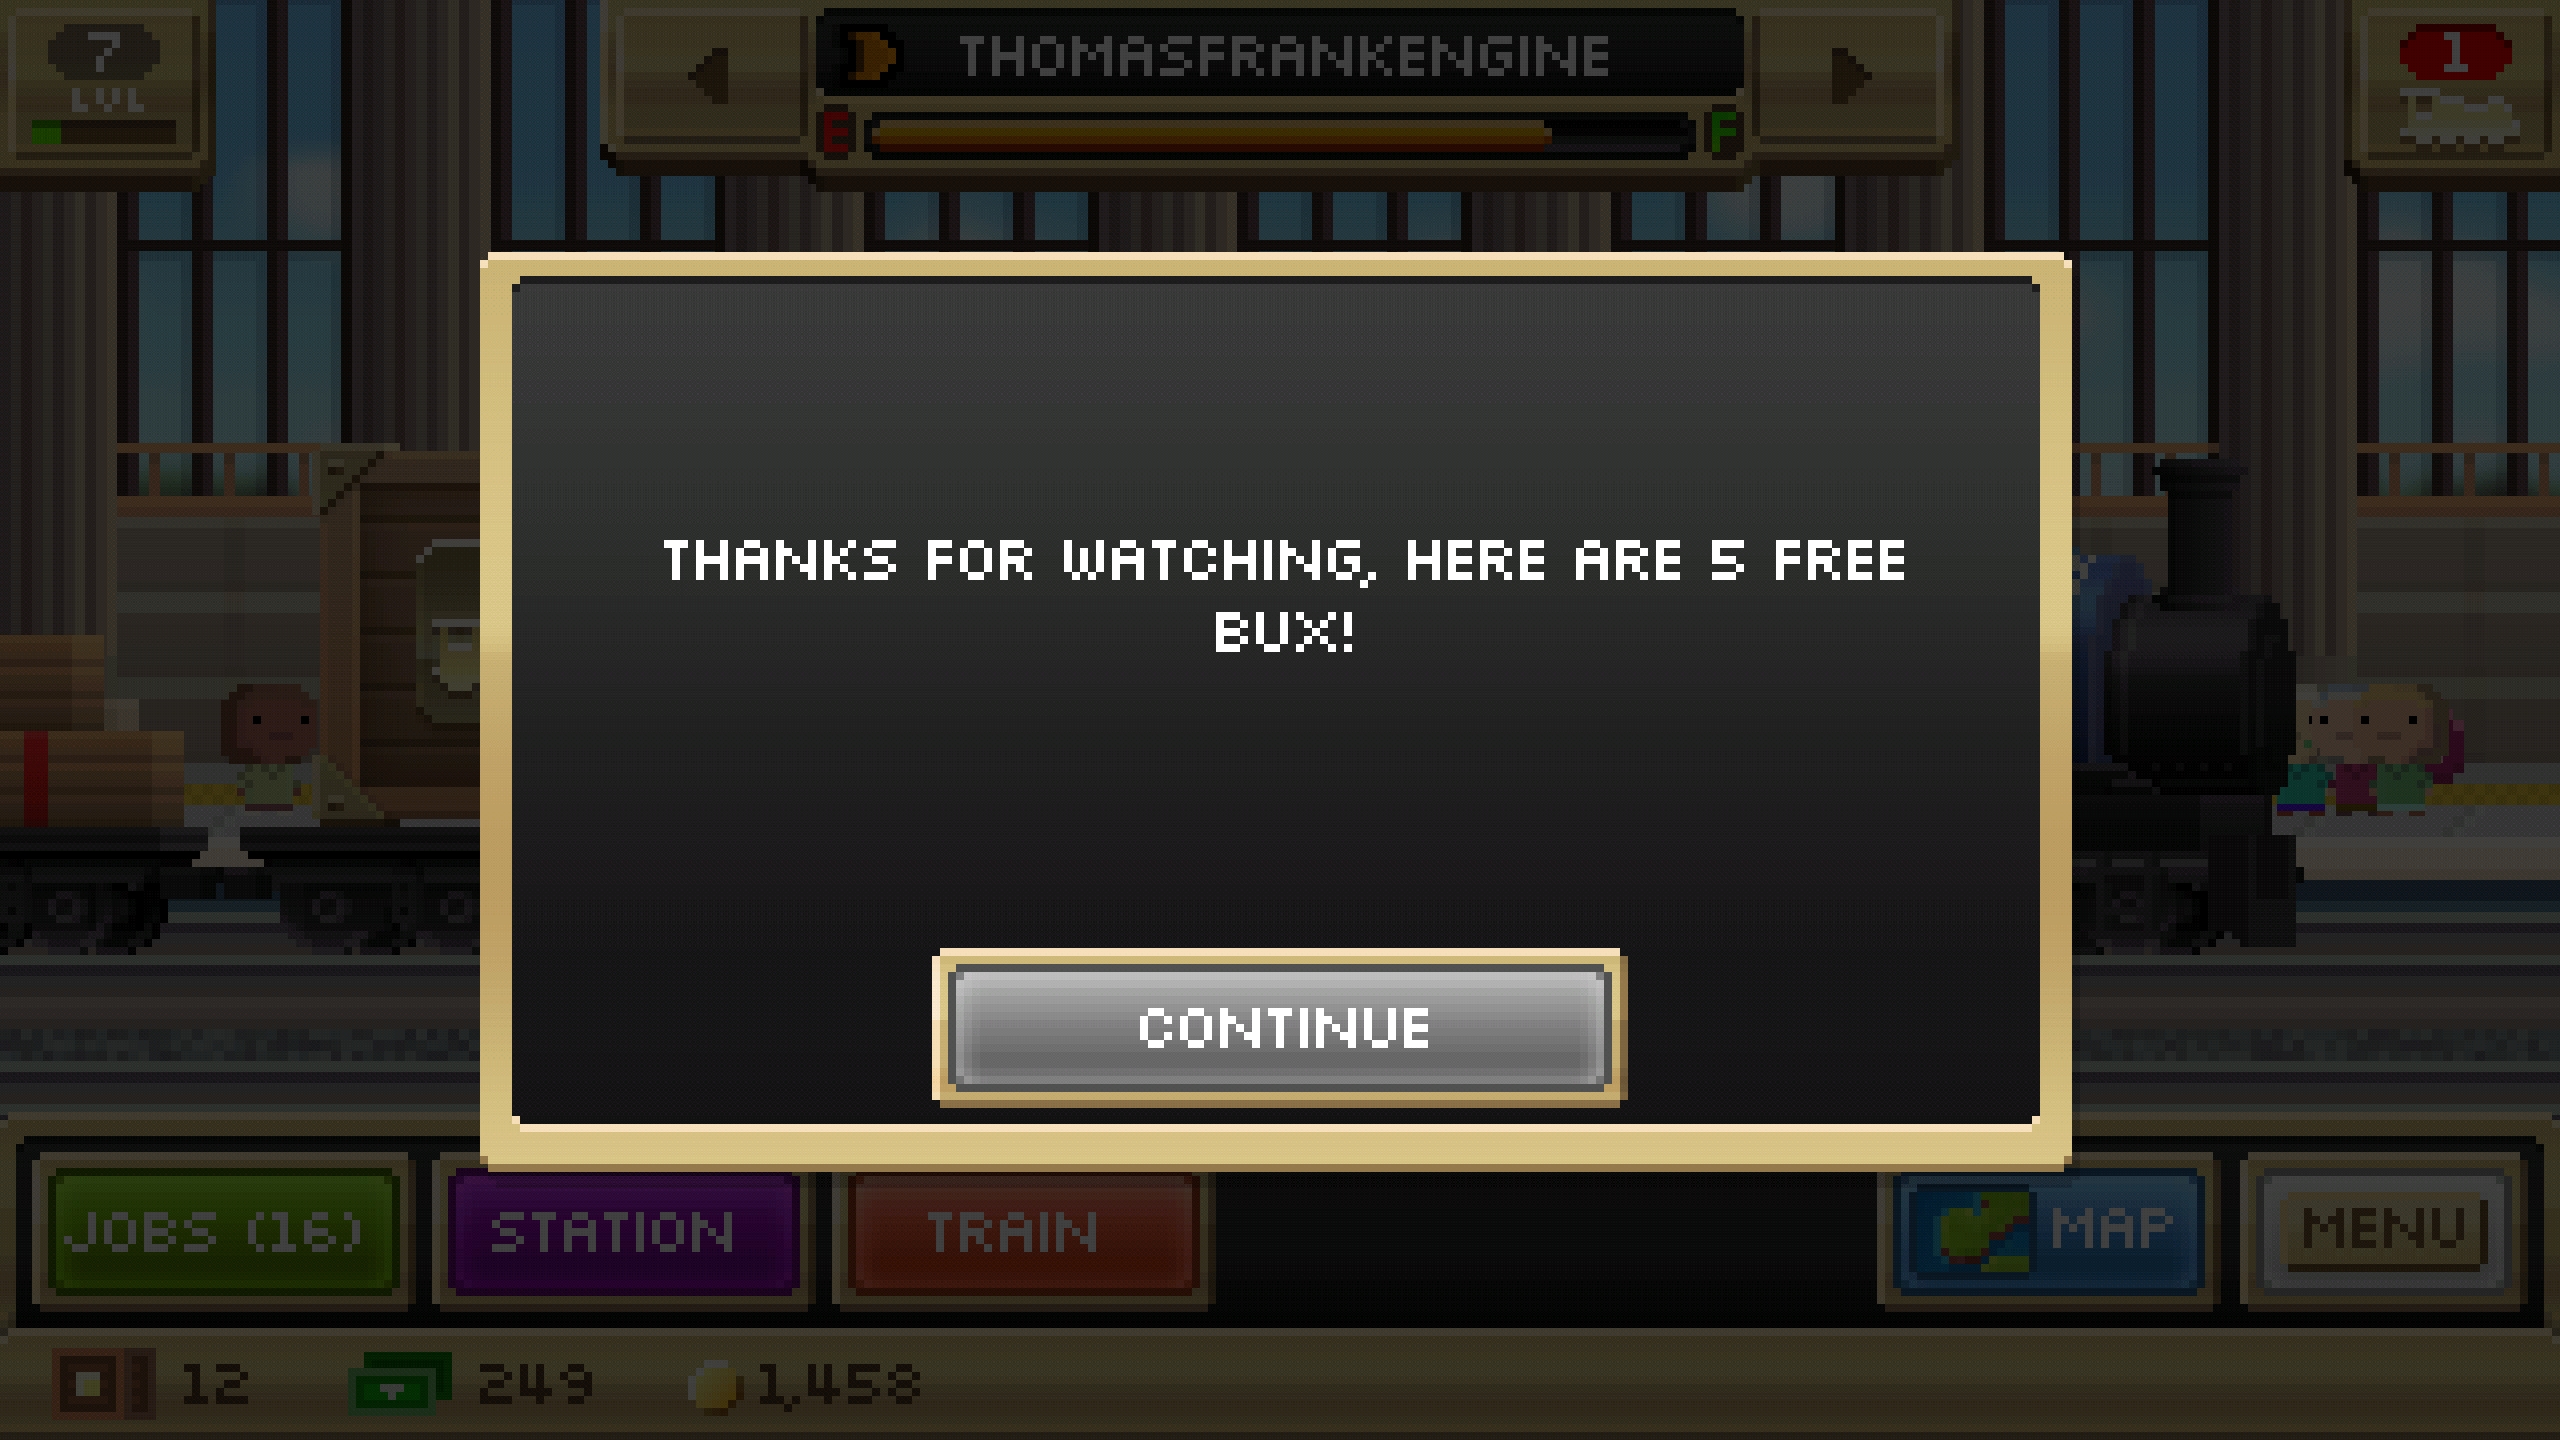 7
LVL
THOMASFRANKENGINE
E
F
1
THANKS FOR WATCHING, HERE ARE 5 FREE
BUX!
CONTINUE
JOBS (16)
STATION
TRAIN
MAP
MENU
12
249
1,458